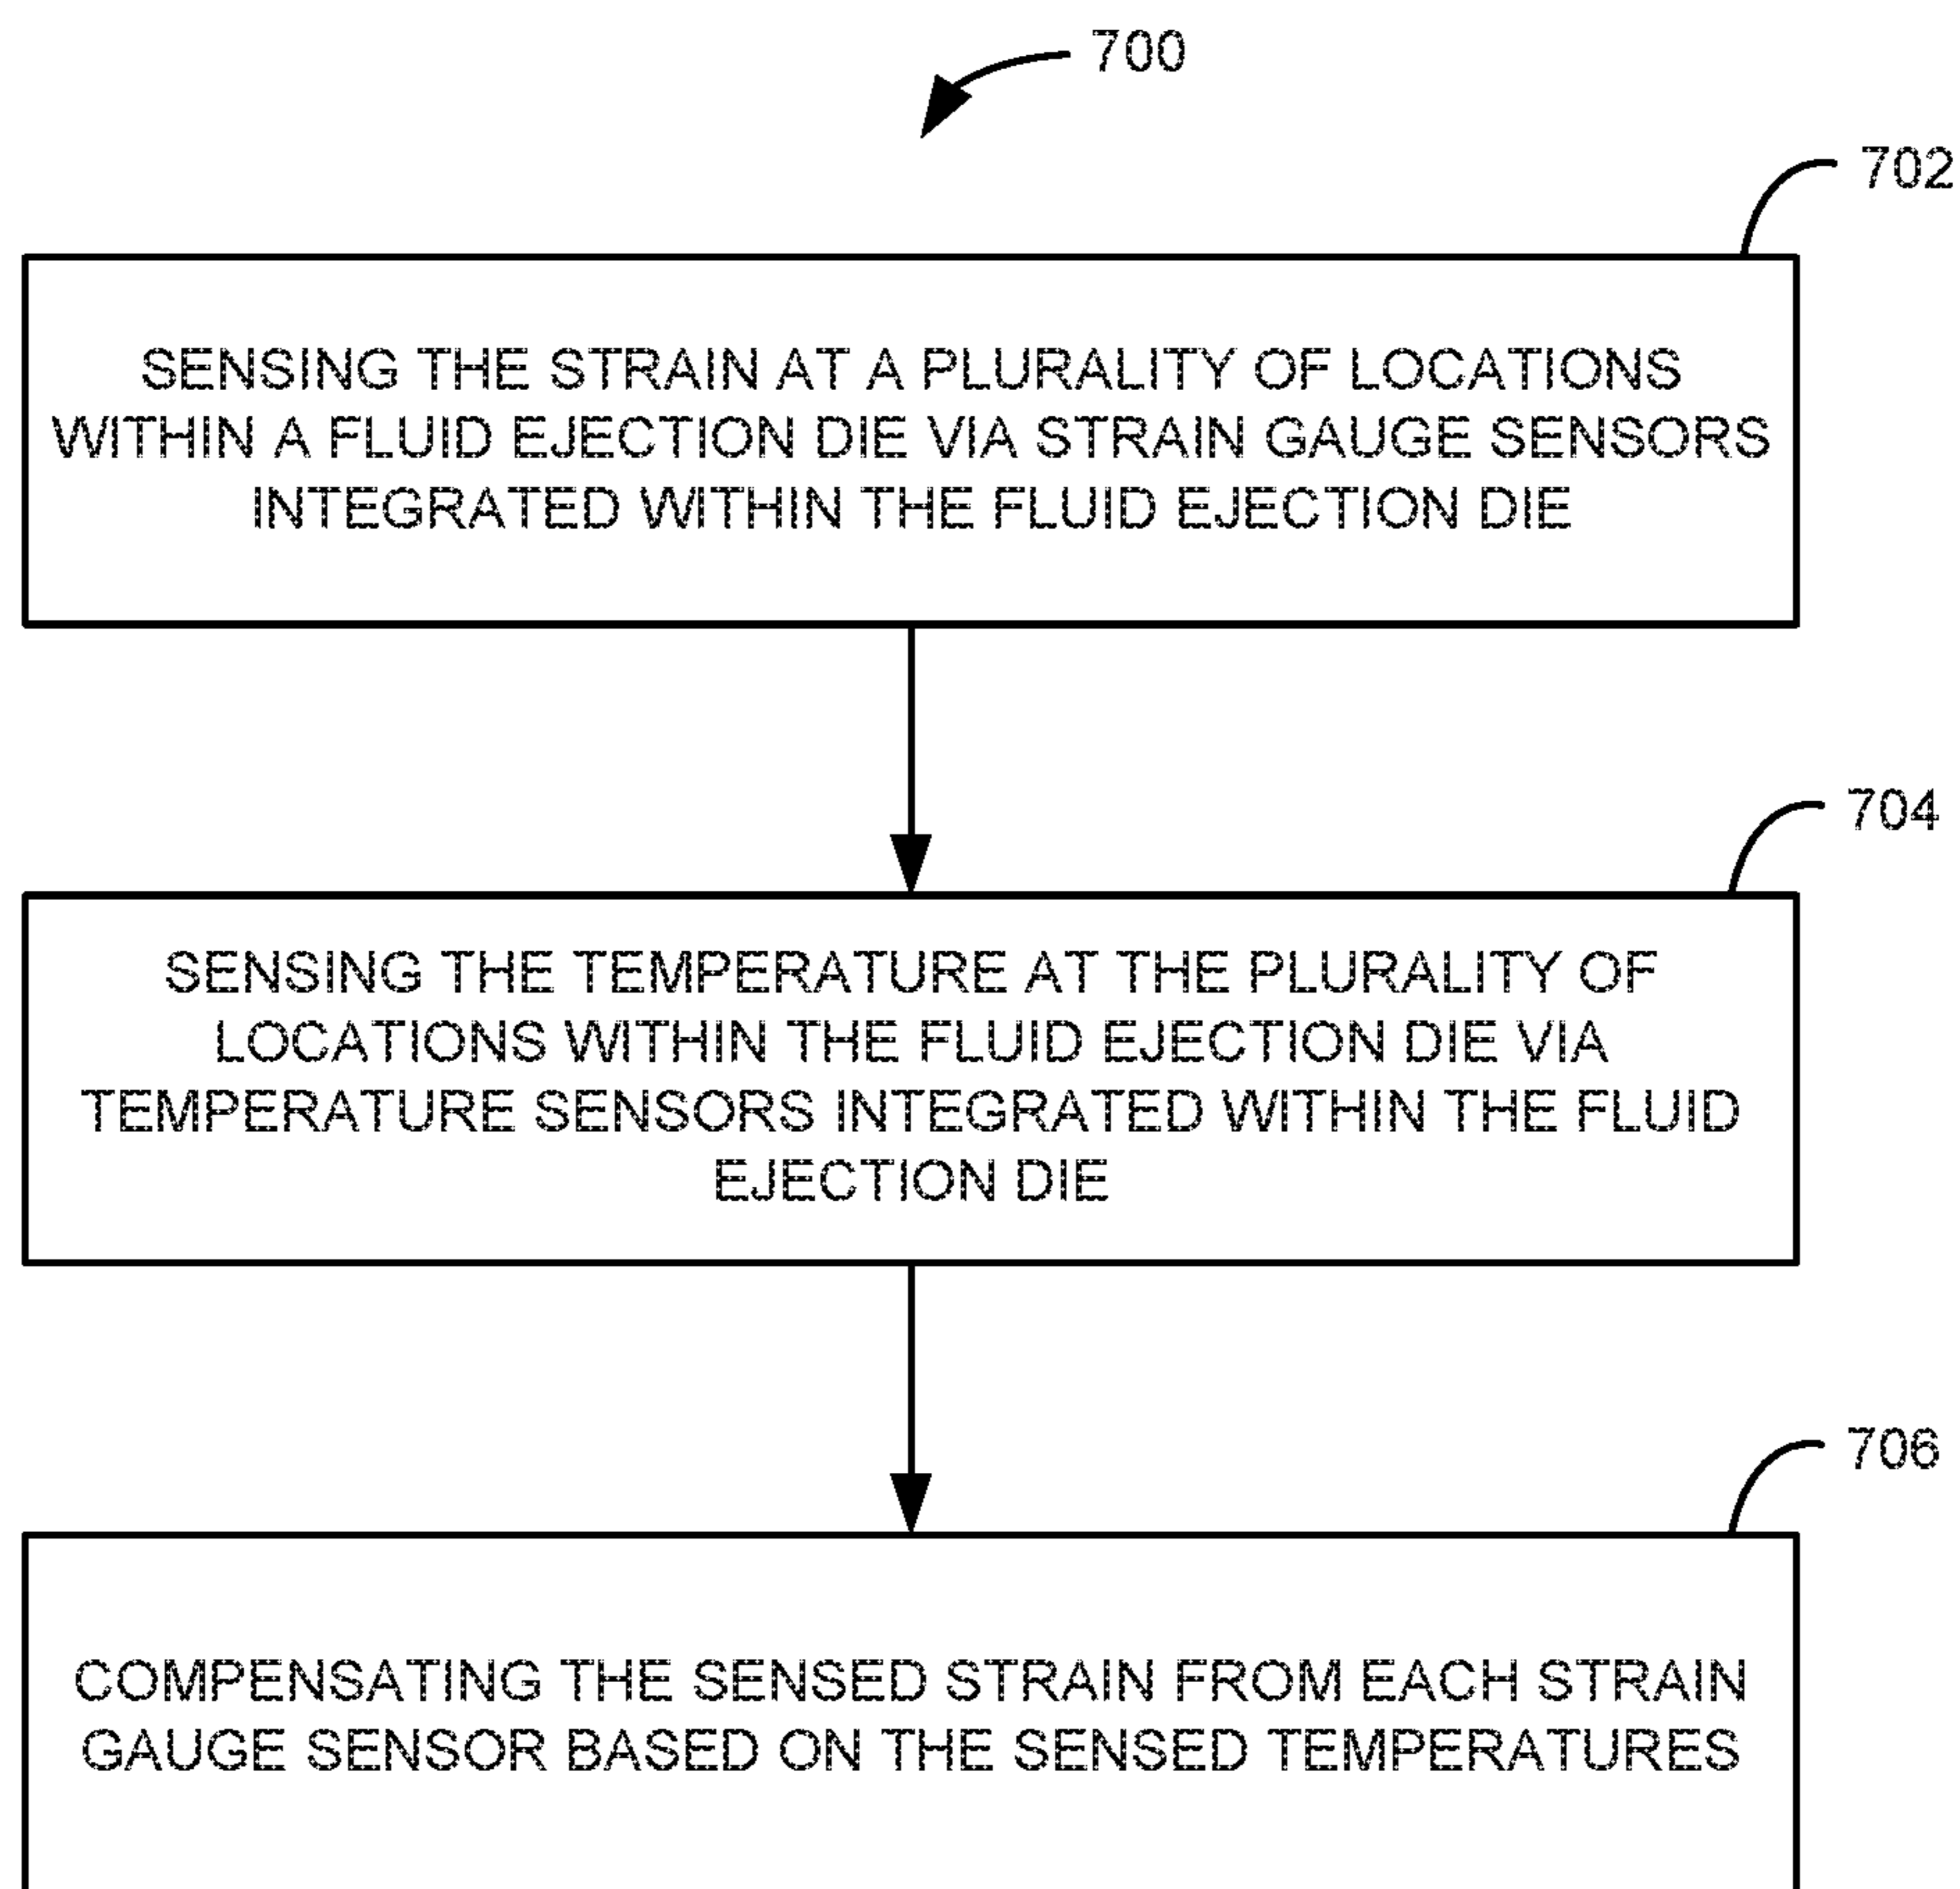 700
702
SENSING THE STRAIN AT A PLURALITY OF LOCATIONS
WITHIN A FLUID EJECTION DIE VIA STRAIN GAUGE SENSORS
INTEGRATED WITHIN THE FLUID EJECTION DIE
704
SENSING THE TEMPERATURE AT THE PLURALITY OF
LOCATIONS WITHIN THE FLUID EJECTION DIE VIA
TEMPERATURE SENSORS INTEGRATED WITHIN THE FLUID
EJECTION DIE
706
COMPENSATING THE SENSED STRAIN FROM EACH STRAIN
GAUGE SENSOR BASED ON THE SENSED TEMPERATURES